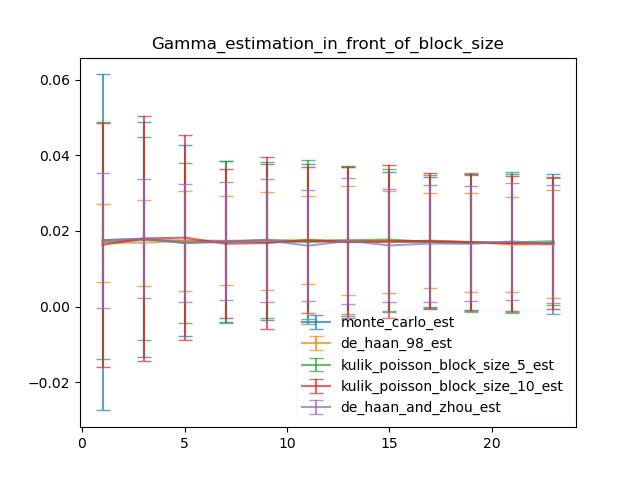 Gamma_estimation_in_front_of_block_size
0.06
0.04
0.02
0.00
−0.02
monte_carlo_est
de_haan_98_est
kulik_poisson_block_size_5_est
kulik_poisson_block_size_10_est
de_haan_and_zhou_est
0 5 10 15 20